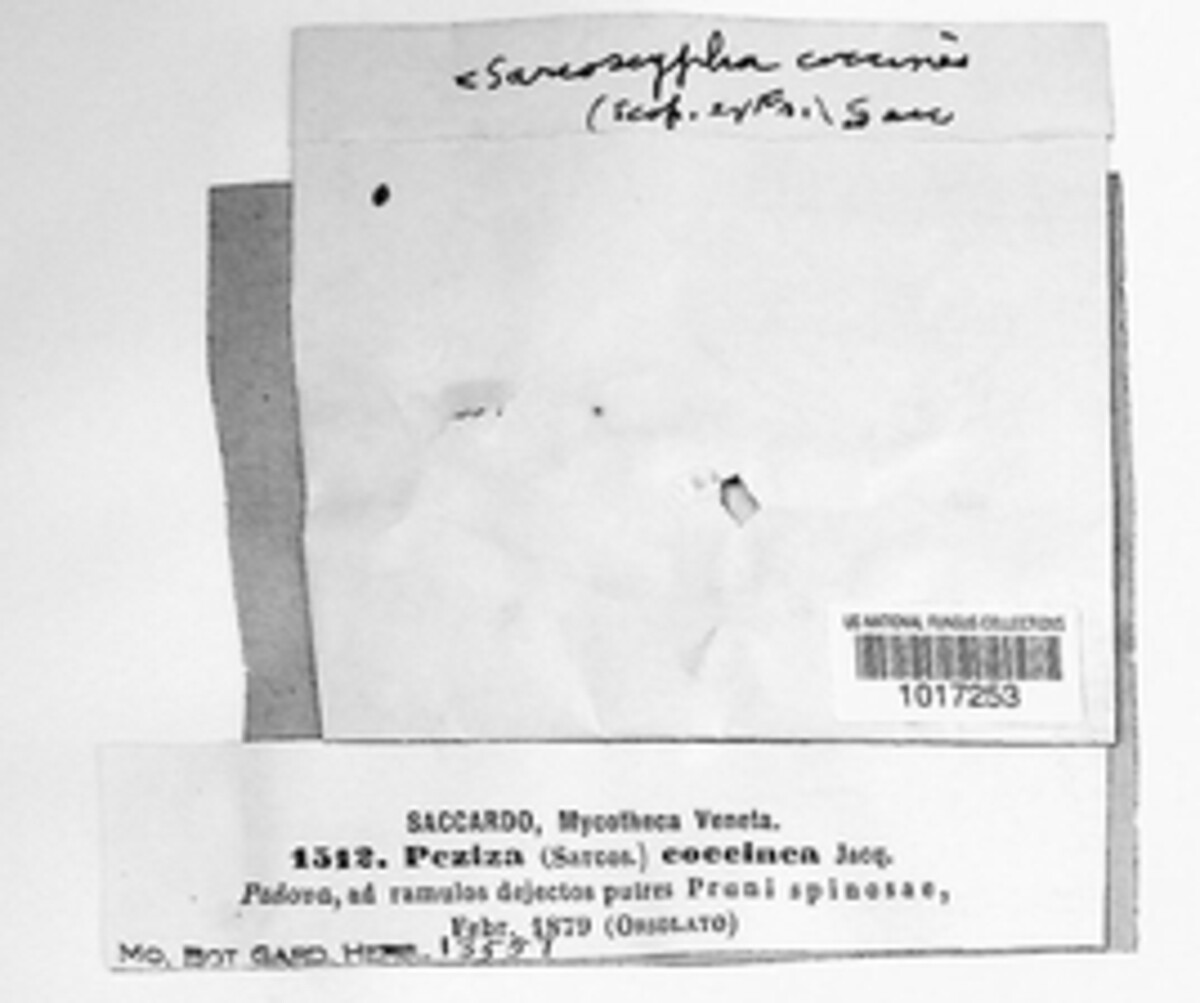 Sarcoscypha coccinea
(Scop. ex Fr.) Sacc
US NATIONAL FUNGUS COLLECTIONS
1017253
SACCARDO, Mycotheca Veneta.
1512. Peziza (Sarcos.) coccinea Jacq.
Padova, ad ramulos dejectos putres Pruni spinosae,
Febr. 1879 (ORSOLATO)
MO. BOT GARD. HERB.